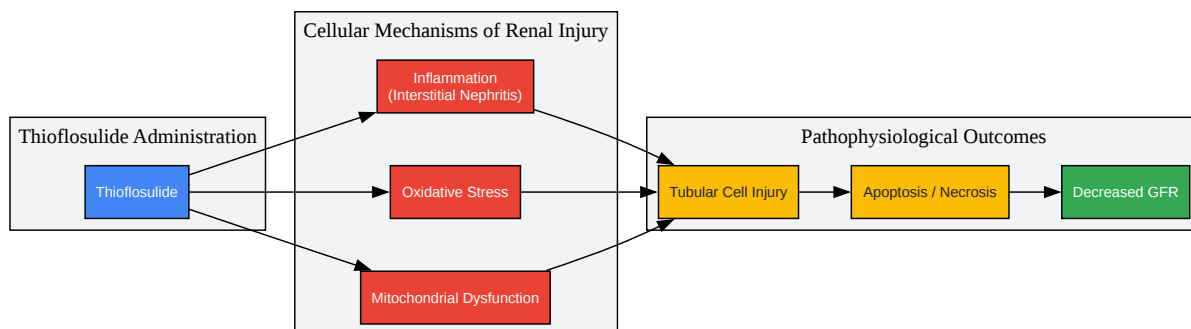 Cellular Mechanisms of Renal Injury
Inflammation
(Interstitial Nephritis)
Thioflosulide Administration
Pathophysiological Outcomes
Thioflosulide
Oxidative Stress
Tubular Cell Injury
Apoptosis / Necrosis
Decreased GFR
Mitochondrial Dysfunction